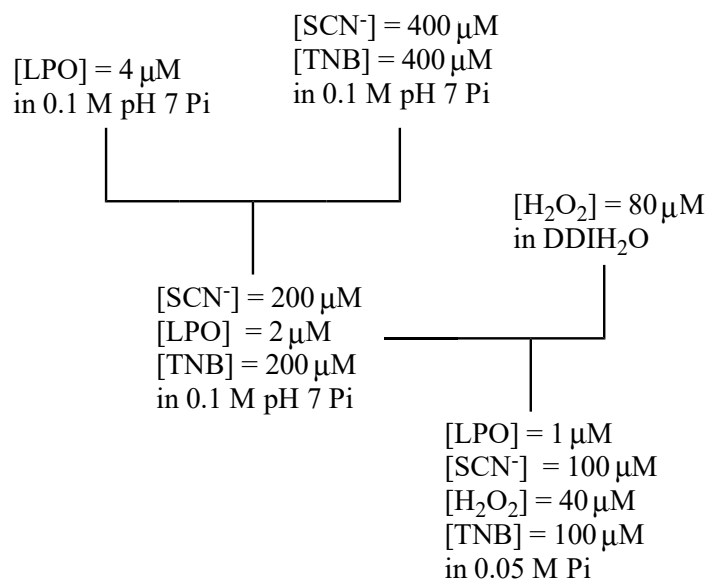 [LPO] = 4 μM
in 0.1 M pH 7 Pi
[SCN⁻] = 400 μM
[TNB] = 400 μM
in 0.1 M pH 7 Pi
[H₂O₂] = 80 μM
in DDIH₂O
[SCN⁻] = 200 μM
[LPO] = 2 μM
[TNB] = 200 μM
in 0.1 M pH 7 Pi
[LPO] = 1 μM
[SCN⁻] = 100 μM
[H₂O₂] = 40 μM
[TNB] = 100 μM
in 0.05 M Pi